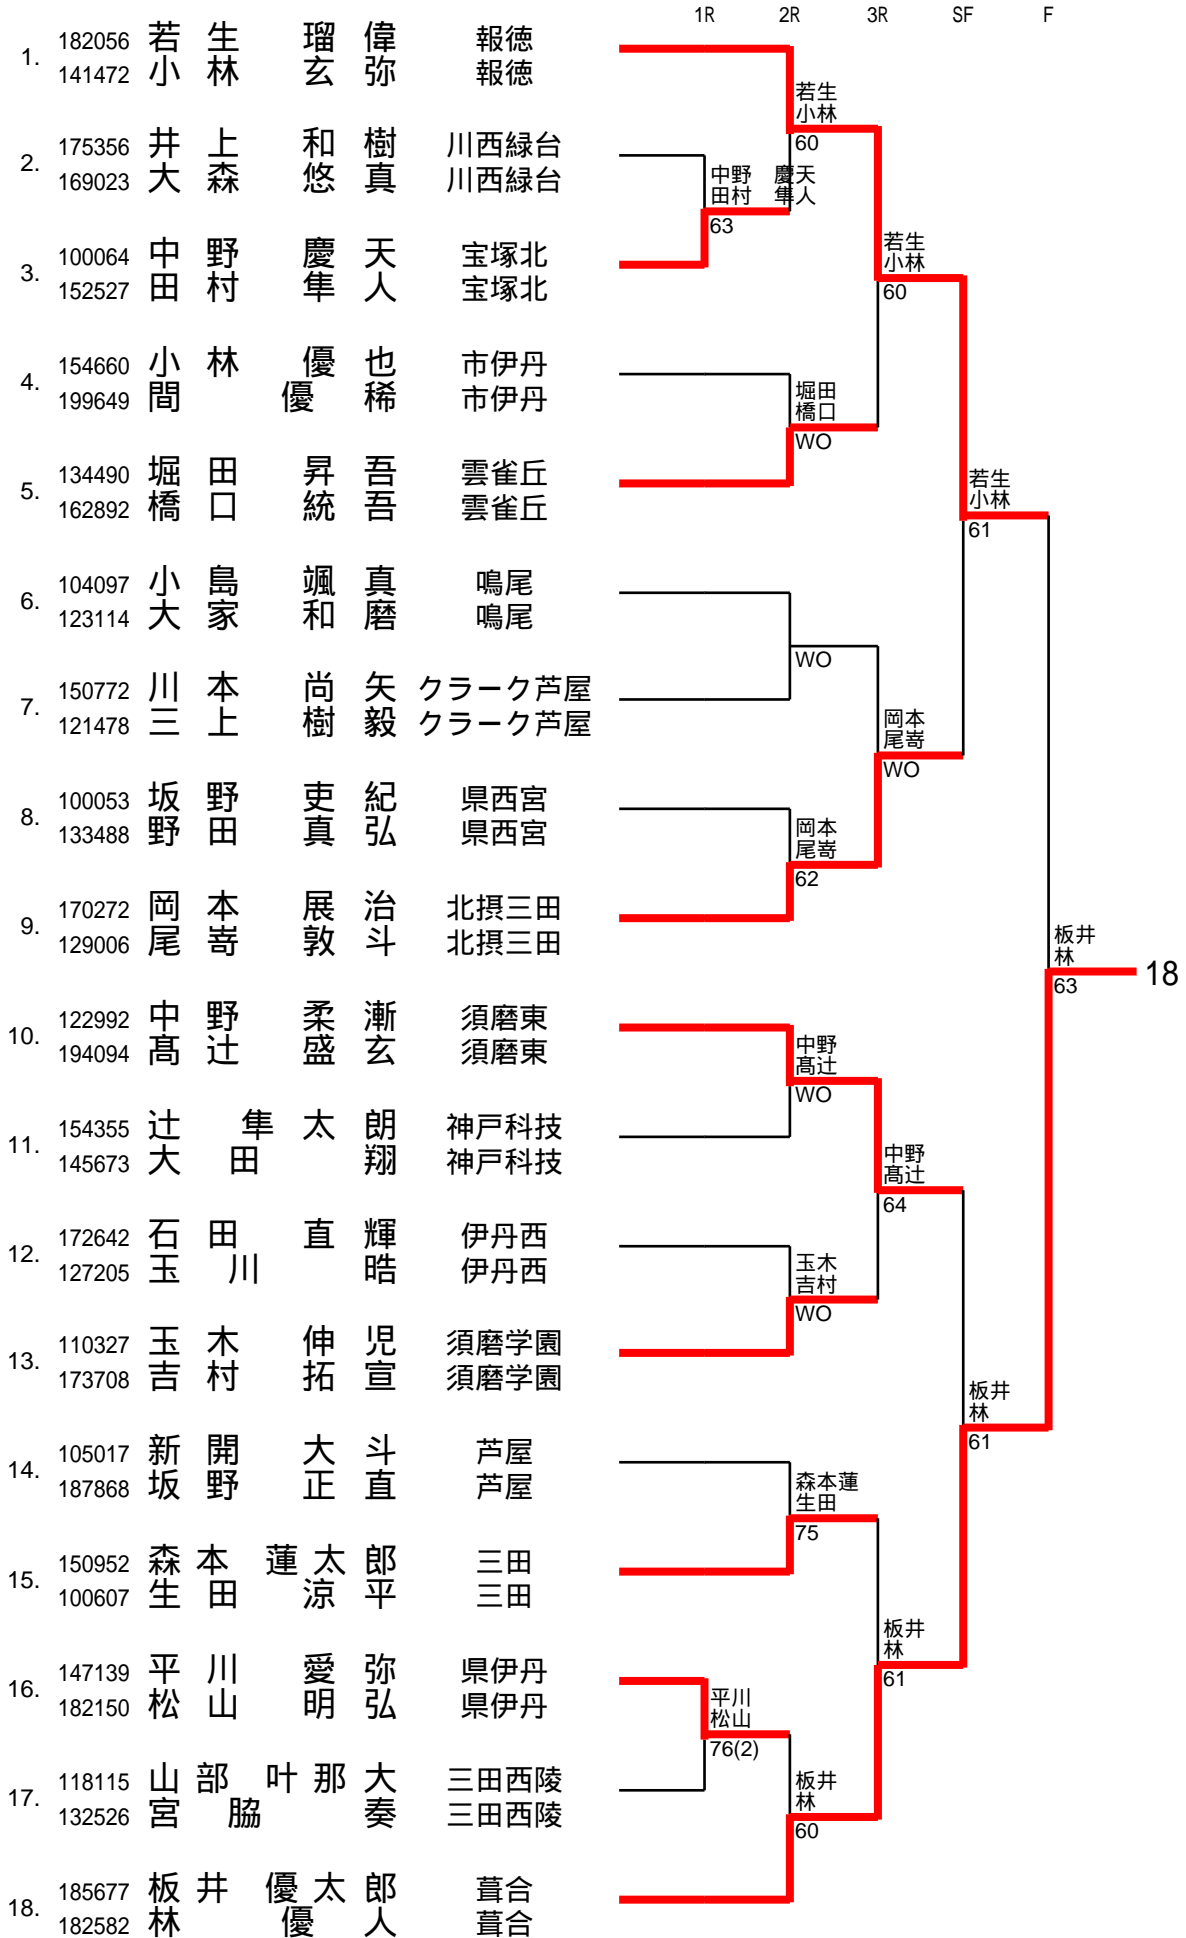 1R 2R 3R SF F
1. 182056 若生 瑠偉 報徳
141472 小林 玄弥 報徳
2. 175356 井上 和樹 川西緑台
169023 大森 悠真 川西緑台
3. 100064 中野 慶天 宝塚北
152527 田村 隼人 宝塚北
4. 154660 小林 優也 市伊丹
199649 間 優稀 市伊丹
5. 134490 堀田 昇吾 雲雀丘
162892 橋口 統吾 雲雀丘
6. 104097 小島 颯真 鳴尾
123114 大家 和磨 鳴尾
7. 150772 川本 尚矢 クラーク芦屋
121478 三上 樹毅 クラーク芦屋
8. 100053 坂野 吏紀 県西宮
133488 野田 真弘 県西宮
9. 170272 岡本 展治 北摂三田
129006 尾嵜 敦斗 北摂三田
10. 122992 中野 柔漸 須磨東
194094 髙辻 盛玄 須磨東
11. 154355 辻 隼太朗 神戸科技
145673 大田 翔 神戸科技
12. 172642 石田 直輝 伊丹西
127205 玉川 晧 伊丹西
13. 110327 玉木 伸児 須磨学園
173708 吉村 拓宣 須磨学園
14. 105017 新開 大斗 芦屋
187868 坂野 正直 芦屋
15. 150952 森本 蓮太郎 三田
100607 生田 涼平 三田
16. 147139 平川 愛弥 県伊丹
182150 松山 明弘 県伊丹
17. 118115 山部 叶那大 三田西陵
132526 宮脇 奏 三田西陵
18. 185677 板井 優太郎 葺合
182582 林 優人 葺合
中野 慶天
田村 隼人
63
平川
松山
76(2)
若生
小林
60
堀田
橋口
WO
WO
岡本
尾嵜
62
中野
髙辻
WO
玉木
吉村
WO
森本蓮
生田
75
板井
林
60
若生
小林
60
岡本
尾嵜
WO
中野
髙辻
64
板井
林
61
若生
小林
61
板井
林
61
板井
林
63
18